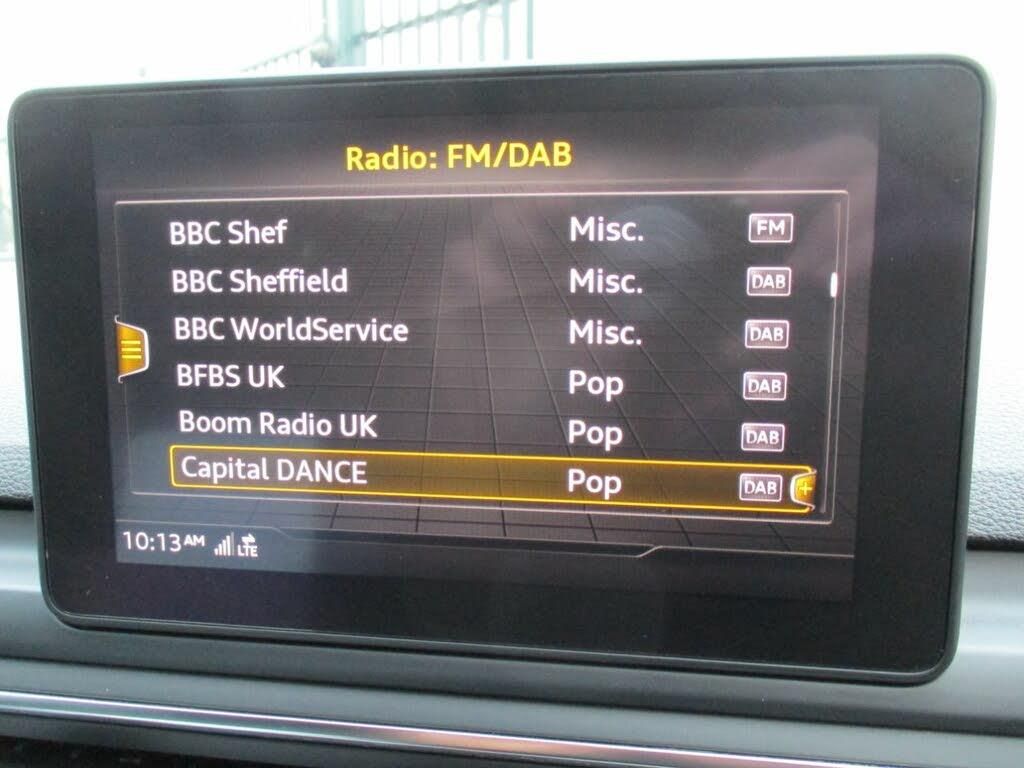 Radio: FM/DAB
BBC Shef Misc. FM
BBC Sheffield Misc. DAB
BBC WorldService Misc. DAB
BFBS UK Pop DAB
Boom Radio UK Pop DAB
Capital DANCE Pop DAB +
10:13 AM LTE